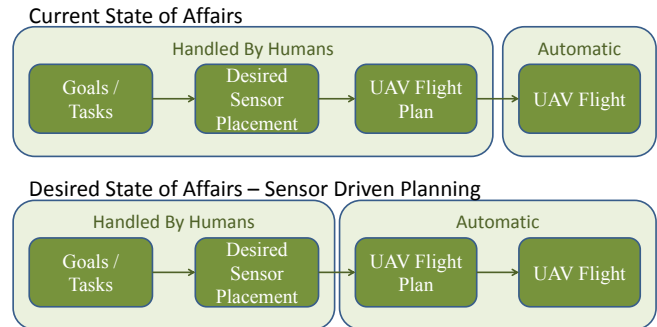 Current State of Affairs
Handled By Humans
Automatic
Goals /
Tasks
Desired
Sensor
Placement
UAV Flight
Plan
UAV Flight
Desired State of Affairs – Sensor Driven Planning
Handled By Humans
Automatic
Goals /
Tasks
Desired
Sensor
Placement
UAV Flight
Plan
UAV Flight